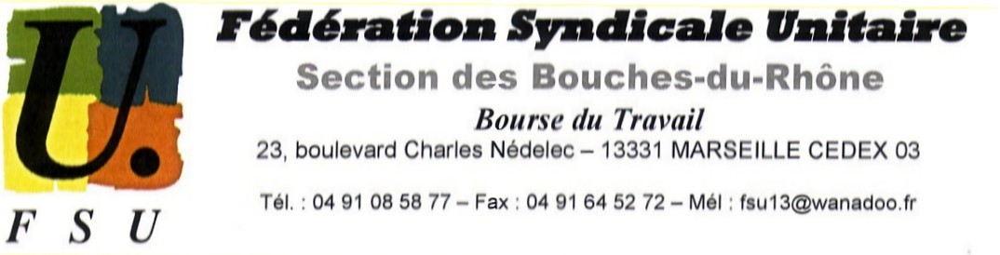 U.
FSU
Fédération Syndicale Unitaire
Section des Bouches-du-Rhône
Bourse du Travail
23, boulevard Charles Nédelec – 13331 MARSEILLE CEDEX 03
Tél. : 04 91 08 58 77 – Fax : 04 91 64 52 72 – Mél : fsu13@wanadoo.fr